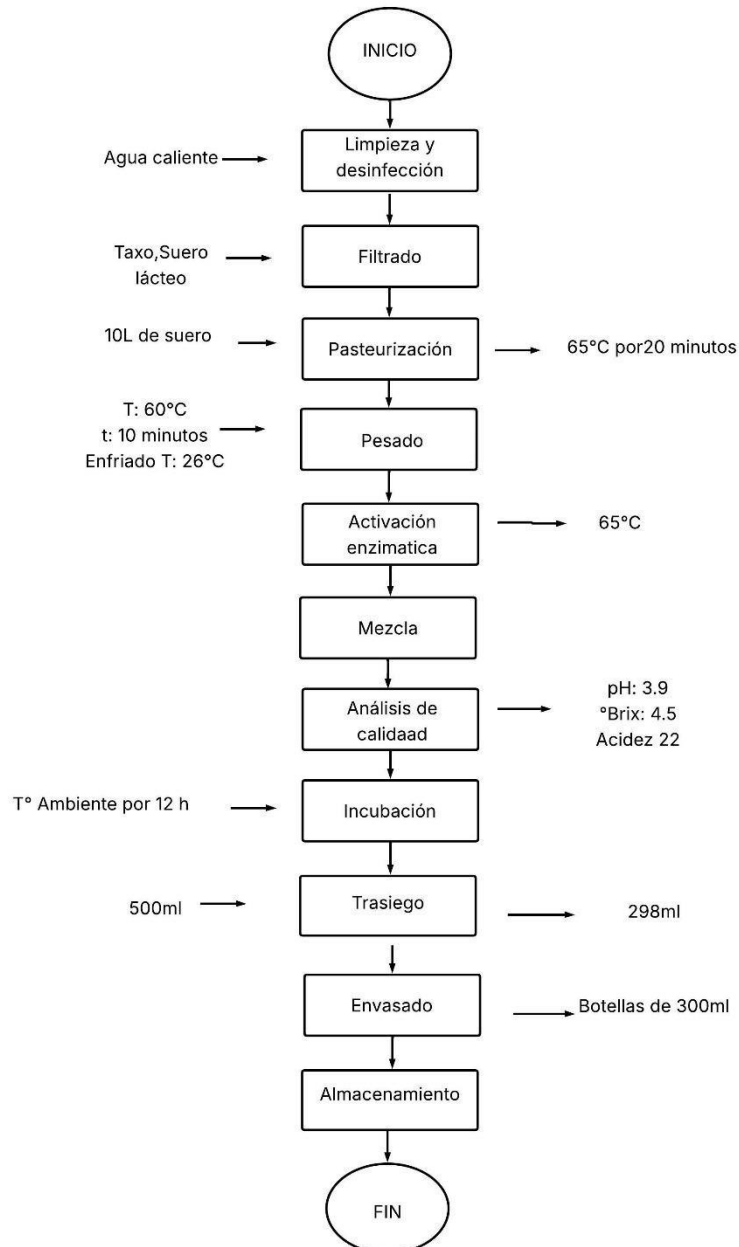 INICIO
Agua caliente
Limpieza y
desinfección
Taxo,Suero
lácteo
Filtrado
10L de suero
Pasteurización
65°C por20 minutos
T: 60°C
t: 10 minutos
Enfriado T: 26°C
Pesado
Activación
enzimatica
65°C
Mezcla
Análisis de
calidaad
pH: 3.9
°Brix: 4.5
Acidez 22
T° Ambiente por 12 h
Incubación
500ml
Trasiego
298ml
Envasado
Botellas de 300ml
Almacenamiento
FIN